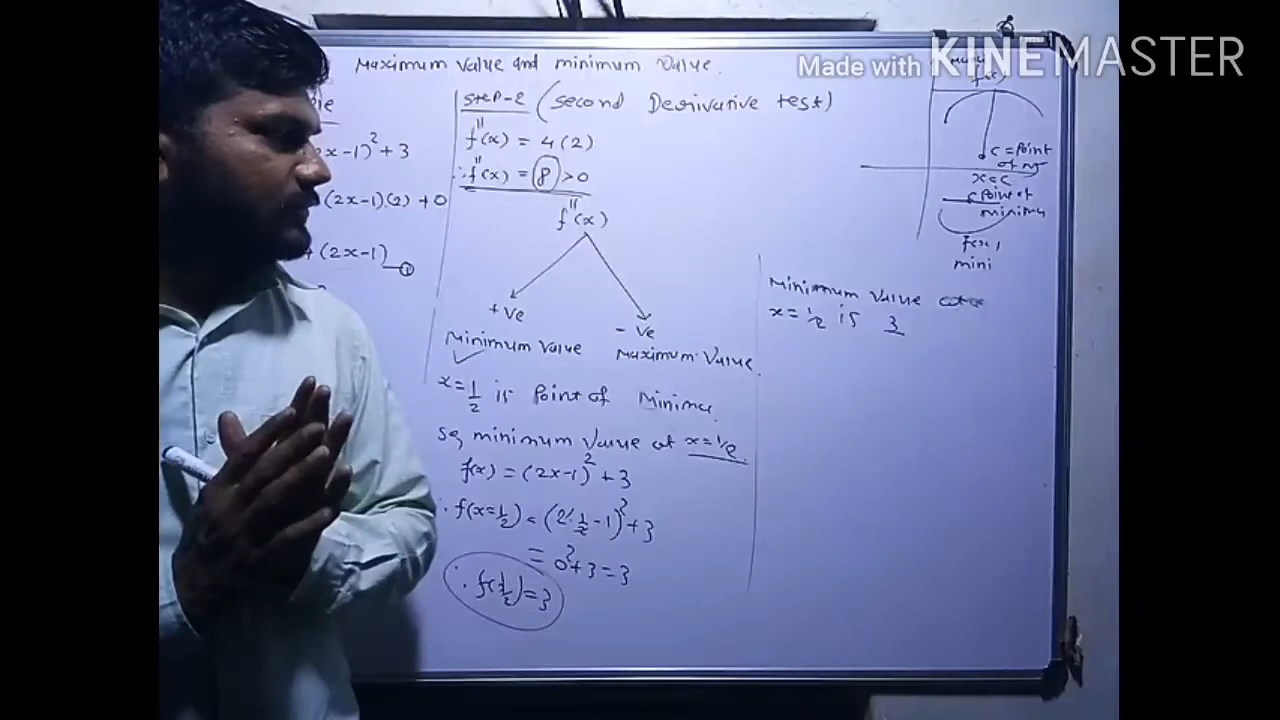 Maximum Value and minimum Value
Made with KINEMASTER
x-1)² + 3
(2x-1)(2) + 0
(2x-1) ①
Step-2 (Second Derivative test)
f''(x) = 4(2)
∴ f''(x) = 8 > 0
f''(x)
+ve
- ve
Minimum Value
Maximum Value
x = 1/2 is Point of Minima
So, minimum Value at x = 1/2
f(x) = (2x-1)² + 3
∴ f(x=1/2) = (2·1/2 - 1)² + 3
= 0² + 3 = 3
∴ f(1/2) = 3
c = Point
x = c
Point of
minima
f(x)
mini
Minimum Value at
x = 1/2 is 3